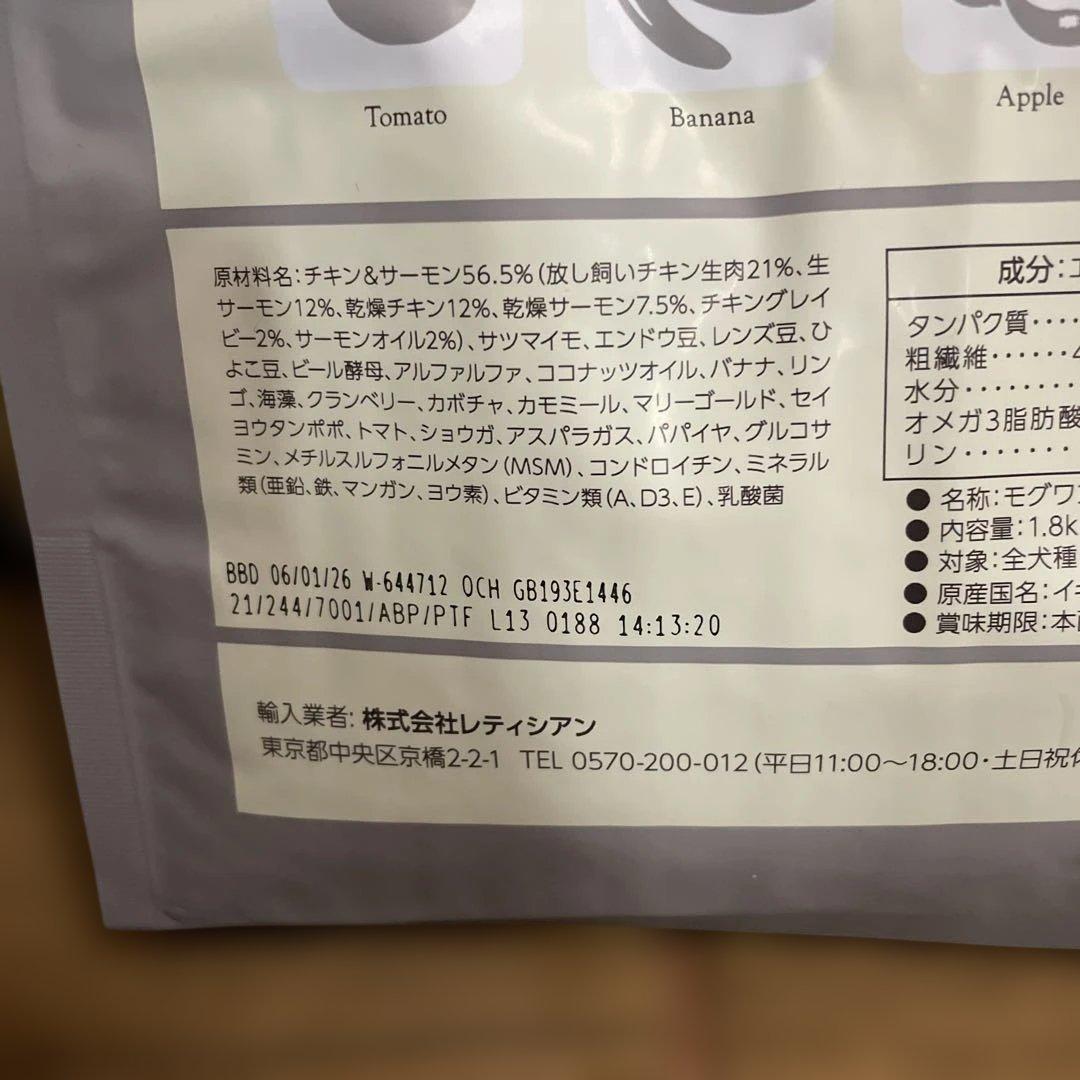 Tomato
Banana
Apple
原材料名：チキン&サーモン56.5%（放し飼いチキン生肉21%、生
サーモン12%、乾燥チキン12%、乾燥サーモン7.5%、チキングレイ
ビー2%、サーモンオイル2%）、サツマイモ、エンドウ豆、レンズ豆、ひ
よこ豆、ビール酵母、アルファルファ、ココナッツオイル、バナナ、リン
ゴ、海藻、クランベリー、カボチャ、カモミール、マリーゴールド、セイ
ヨウタンポポ、トマト、ショウガ、アスパラガス、パパイヤ、グルコサ
ミン、メチルスルフォニルメタン（MSM）、コンドロイチン、ミネラル
類（亜鉛、鉄、マンガン、ヨウ素）、ビタミン類（A、D3、E）、乳酸菌
BBD 06/01/26 W-644712 OCH GB193E1446
21/244/7001/ABP/PTF L13 0188 14:13:20
成分：エ
タンパク質････
粗繊維･･････4
水分････････
オメガ3脂肪酸
リン･･･････
● 名称：モグワン
● 内容量：1.8k
● 対象：全犬種
● 原産国名：イギ
● 賞味期限：本
輸入業者：株式会社レティシアン
東京都中央区京橋2-2-1 TEL 0570-200-012（平日11:00〜18:00・土日祝休